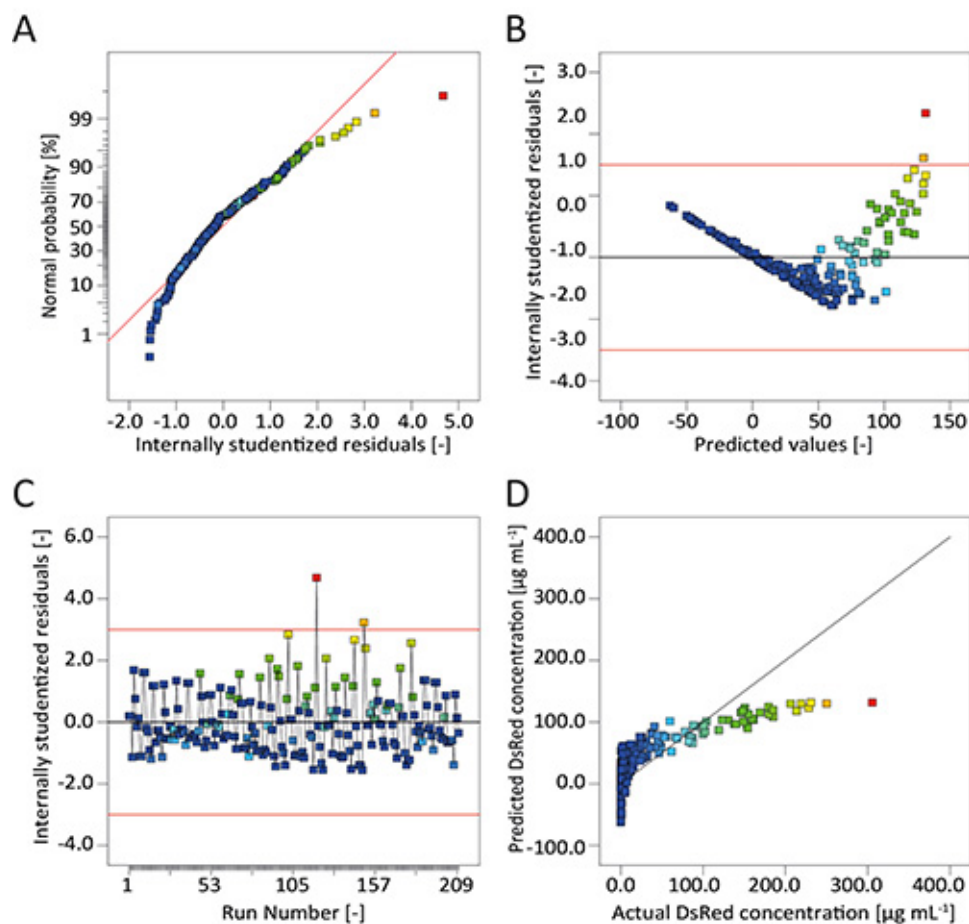 A
Normal probability [%]
99
90
70
50
30
10
1
-2.0 -1.0 0.0 1.0 2.0 3.0 4.0 5.0
Internally studentized residuals [-]
B
Internally studentized residuals [-]
3.0
2.0
1.0
0.0
-1.0
-2.0
-3.0
-4.0
-100 -50 0 50 100 150
Predicted values [-]
C
Internally studentized residuals [-]
6.0
4.0
2.0
0.0
-2.0
-4.0
1 53 105 157 209
Run Number [-]
D
Predicted DsRed concentration [µg mL⁻¹]
400.0
300.0
200.0
100.0
0.0
-100.0
0.0 100.0 200.0 300.0 400.0
Actual DsRed concentration [µg mL⁻¹]